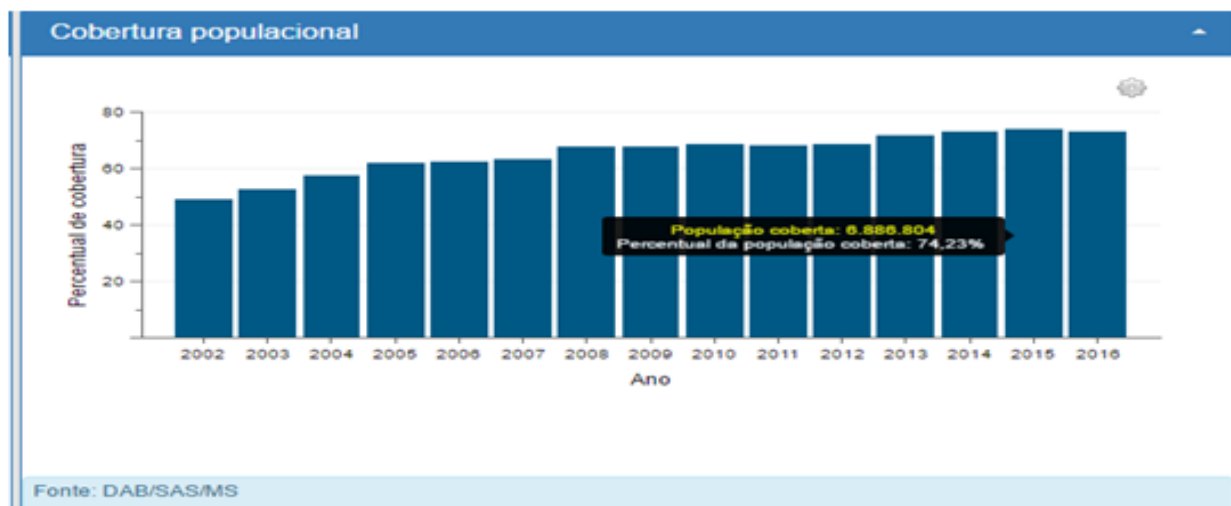 Cobertura populacional
Percentual de cobertura
80
60
40
20
População coberta: 6.886.804
Percentual da população coberta: 74,23%
2002 2003 2004 2005 2006 2007 2008 2009 2010 2011 2012 2013 2014 2015 2016
Ano
Fonte: DAB/SAS/MS